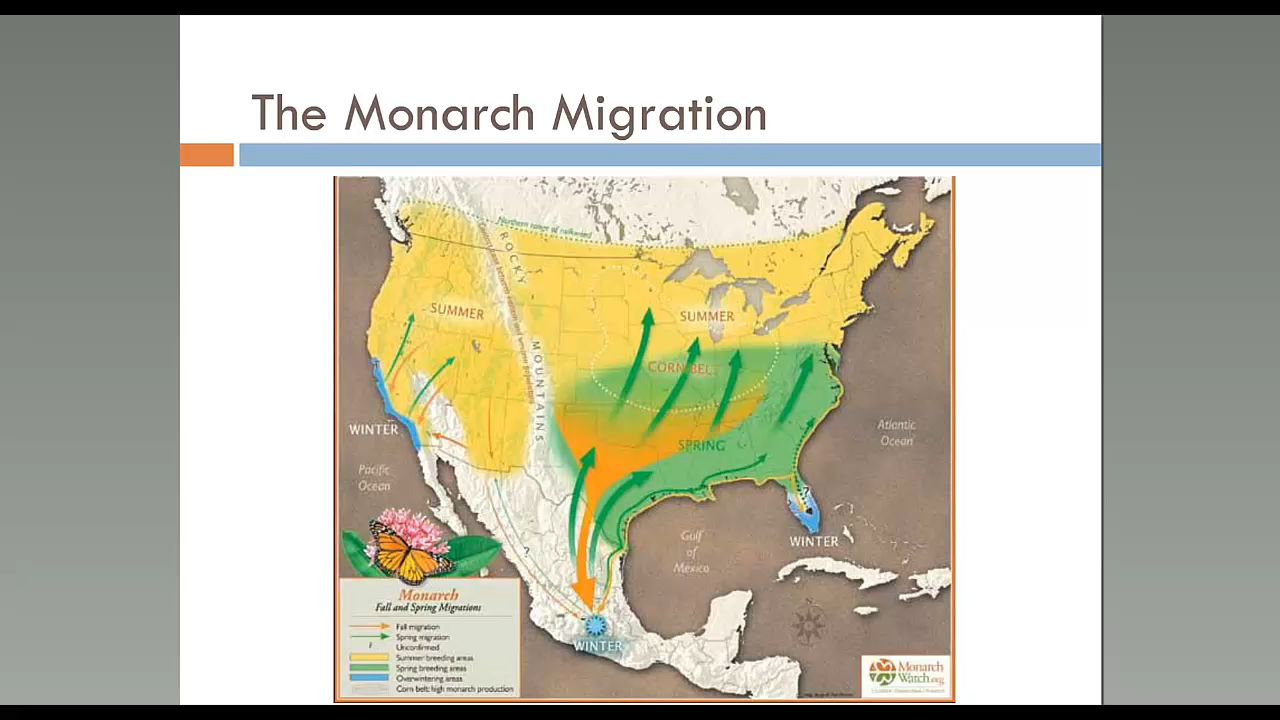 The Monarch Migration
Northern range of milkweed
ROCKY
MOUNTAINS
SUMMER
SUMMER
CORN BELT
WINTER
SPRING
Atlantic
Ocean
Pacific
Ocean
?
WINTER
Gulf
of
Mexico
?
N
WINTER
Monarch
Fall and Spring Migrations
Fall migration
Spring migration
? Unconfirmed
Summer breeding areas
Spring breeding areas
Overwintering areas
Corn belt: high monarch production
Monarch
Watch.org